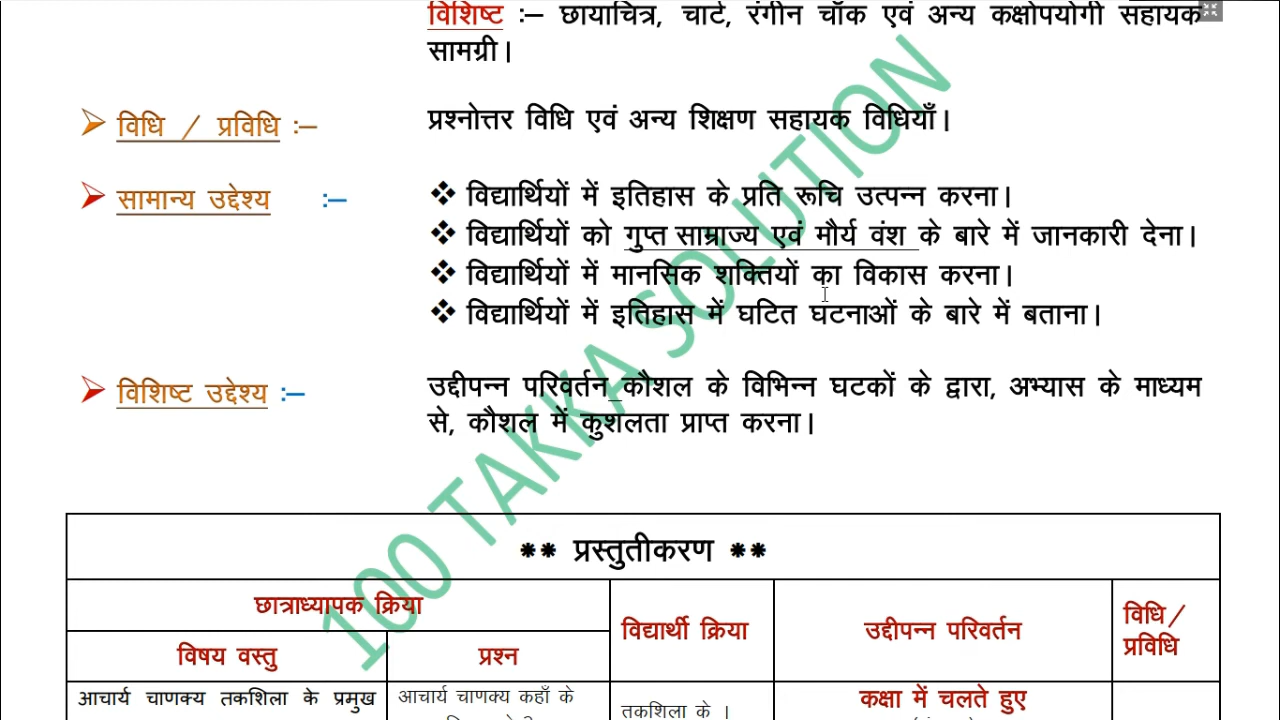 विशिष्ट :– छायाचित्र, चार्ट, रंगीन चॉक एवं अन्य कक्षोपयोगी सहायक
सामग्री।
विधि / प्रविधि :– प्रश्नोत्तर विधि एवं अन्य शिक्षण सहायक विधियाँ।
सामान्य उद्देश्य :– ❖ विद्यार्थियों में इतिहास के प्रति रूचि उत्पन्न करना।
❖ विद्यार्थियों को गुप्त साम्राज्य एवं मौर्य वंश के बारे में जानकारी देना।
❖ विद्यार्थियों में मानसिक शक्तियों का विकास करना।
❖ विद्यार्थियों में इतिहास में घटित घटनाओं के बारे में बताना।
विशिष्ट उद्देश्य :– उद्दीपन्न परिवर्तन कौशल के विभिन्न घटकों के द्वारा, अभ्यास के माध्यम
से, कौशल में कुशलता प्राप्त करना।
100 TAKKA SOLUTION
** प्रस्तुतीकरण **
छात्राध्यापक क्रिया
विद्यार्थी क्रिया
उद्दीपन्न परिवर्तन
विधि/
प्रविधि
विषय वस्तु
प्रश्न
आचार्य चाणक्य तकशिला के प्रमुख
आचार्य चाणक्य कहाँ के
तकशिला के ।
कक्षा में चलते हुए